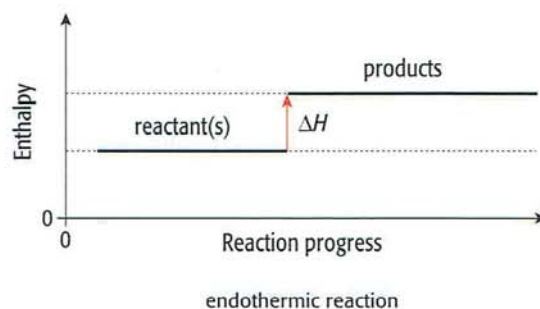 products
reactant(s)
ΔH
Enthalpy
0
0
Reaction progress
endothermic reaction